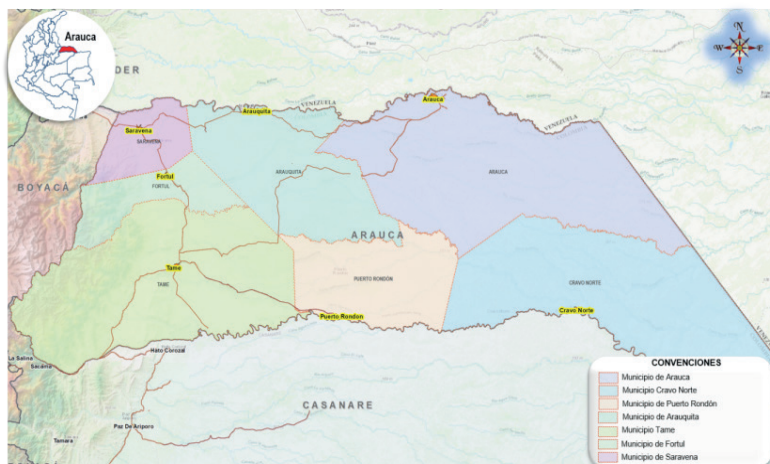 Arauca
DER
N
W
E
S
VENEZUELA
Arauca
VENEZUELA
Arauquita
Saravena
SARAVENA
BOYACÁ
Fortul
FORTUL
ARAUQUITA
ARAUCA
ARAUCA
Tame
TAME
PUERTO RONDÓN
CRAVO NORTE
Puerto Rondon
Cravo Norte
Hato Corozal
La Salina
Sacama
CASANARE
Paz De Ariporo
Tamara
CONVENCIONES
Municipio de Arauca
Municipio Cravo Norte
Municipio de Puerto Rondón
Municipio de Arauquita
Municipio Tame
Municipio de Fortul
Municipio de Saravena